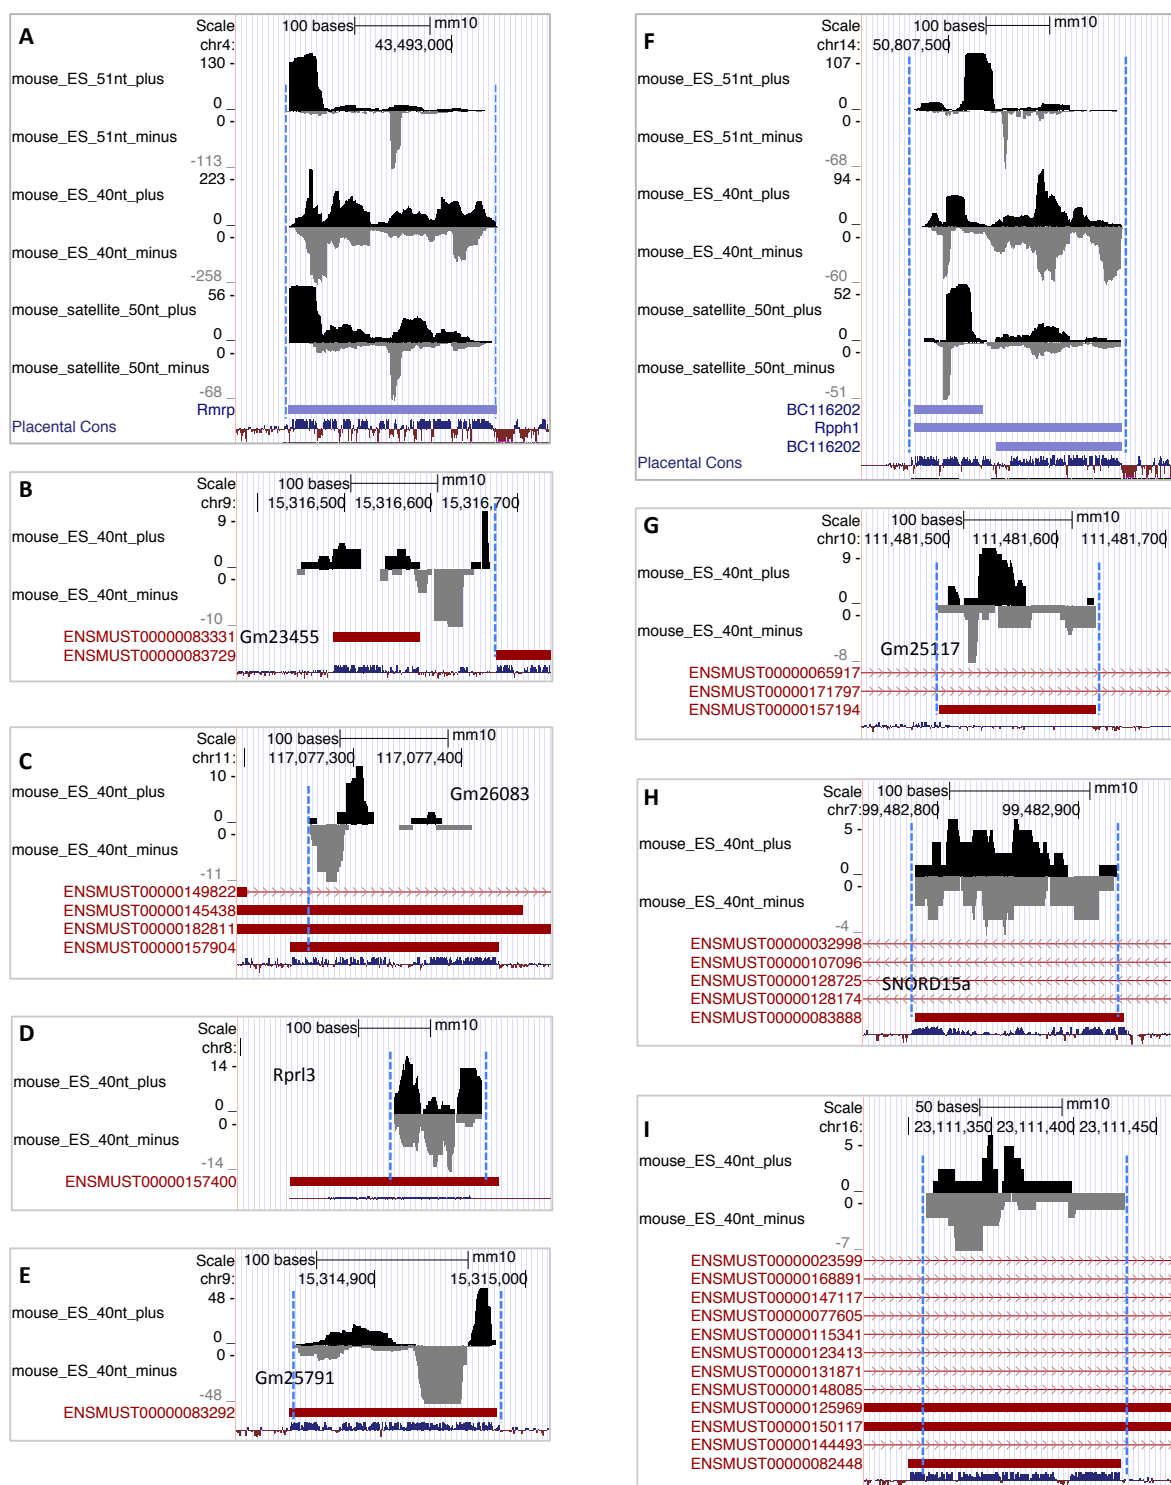 A
Scale 100 bases mm10
chr4: 43,493,000
130 -
mouse_ES_51nt_plus
0 _
0 -
mouse_ES_51nt_minus
-113 _
223 -
mouse_ES_40nt_plus
0 _
0 -
mouse_ES_40nt_minus
-258 _
56 -
mouse_satellite_50nt_plus
0 _
0 -
mouse_satellite_50nt_minus
-68 _
Rmrp
Placental Cons
B
Scale 100 bases mm10
chr9: 15,316,500 15,316,600 15,316,700
mouse_ES_40nt_plus
9 -
0 _
0 -
mouse_ES_40nt_minus
-10 _
ENSMUST00000083331 Gm23455
ENSMUST00000083729
C
Scale 100 bases mm10
chr11: 117,077,300 117,077,400
10 -
mouse_ES_40nt_plus
Gm26083
0 _
0 -
mouse_ES_40nt_minus
-11 _
ENSMUST00000149822
ENSMUST00000145438
ENSMUST00000182811
ENSMUST00000157904
D
Scale 100 bases mm10
chr8:
14 -
Rprl3
mouse_ES_40nt_plus
0 _
0 -
mouse_ES_40nt_minus
-14 _
ENSMUST00000157400
E
Scale 100 bases mm10
chr9: 15,314,900 15,315,000
48 -
mouse_ES_40nt_plus
0 _
0 -
mouse_ES_40nt_minus
Gm25791
-48 _
ENSMUST00000083292
F
Scale 100 bases mm10
chr14: 50,807,500
107 -
mouse_ES_51nt_plus
0 _
0 -
mouse_ES_51nt_minus
-68 _
94 -
mouse_ES_40nt_plus
0 _
0 -
mouse_ES_40nt_minus
-60 _
52 -
mouse_satellite_50nt_plus
0 _
0 -
mouse_satellite_50nt_minus
-51 _
BC116202
Rpph1
BC116202
Placental Cons
G
Scale 100 bases mm10
chr10: 111,481,500 111,481,600 111,481,700
9 -
mouse_ES_40nt_plus
0 _
0 -
mouse_ES_40nt_minus
Gm25117
-8 _
ENSMUST00000065917
ENSMUST00000171797
ENSMUST00000157194
H
Scale 100 bases mm10
chr7: 99,482,800 99,482,900
5 -
mouse_ES_40nt_plus
0 _
0 -
mouse_ES_40nt_minus
-4 _
ENSMUST00000032998
ENSMUST00000107096
ENSMUST00000128725
SNORD15a
ENSMUST00000128174
ENSMUST00000083888
I
Scale 50 bases mm10
chr16: 23,111,350 23,111,400 23,111,450
5 -
mouse_ES_40nt_plus
0 _
0 -
mouse_ES_40nt_minus
-7 _
ENSMUST00000023599
ENSMUST00000168891
ENSMUST00000147117
ENSMUST00000077605
ENSMUST00000115341
ENSMUST00000123413
ENSMUST00000131871
ENSMUST00000148085
ENSMUST00000125969
ENSMUST00000150117
ENSMUST00000144493
ENSMUST00000082448